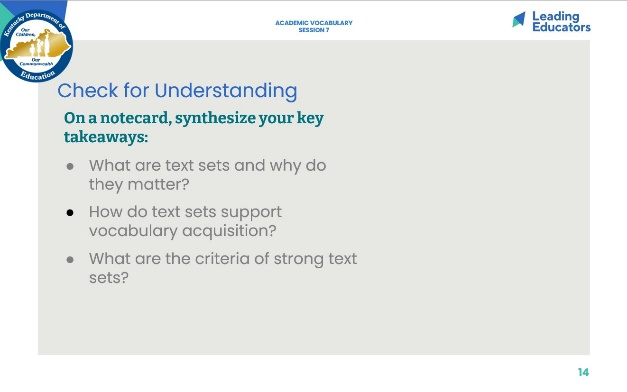 Kentucky Department of
Our
Children,
Our
Commonwealth
Education
ACADEMIC VOCABULARY
SESSION 7
Leading
Educators
Check for Understanding
On a notecard, synthesize your key
takeaways:
● What are text sets and why do
they matter?
● How do text sets support
vocabulary acquisition?
● What are the criteria of strong text
sets?
14